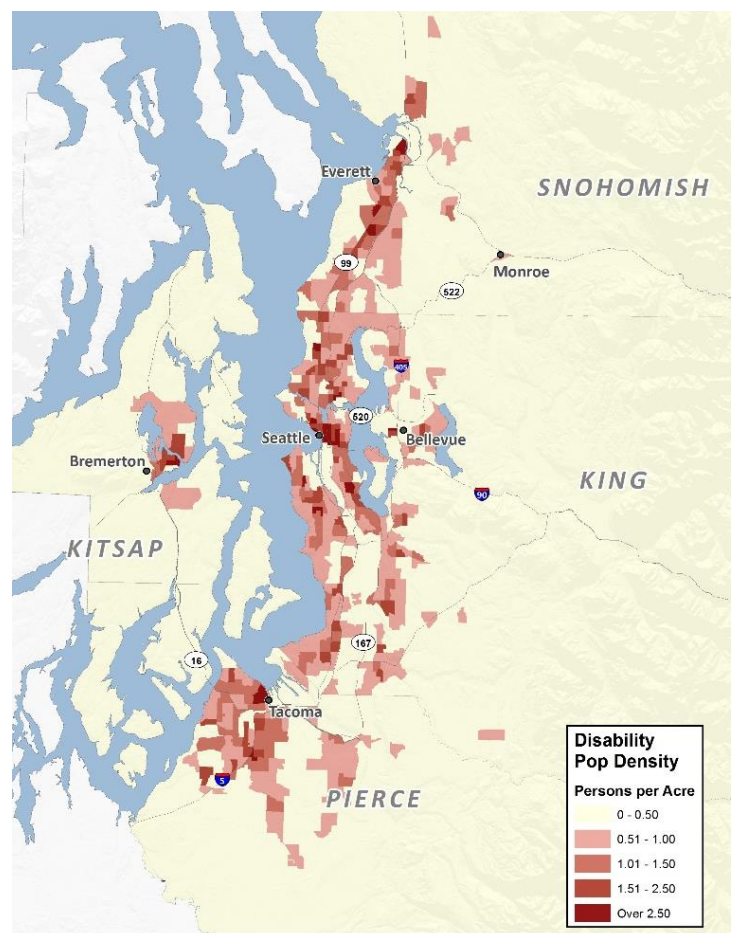 Everett
SNOHOMISH
99
Monroe
522
405
520
Seattle
Bellevue
Bremerton
KING
90
KITSAP
167
16
Tacoma
5
PIERCE
Disability
Pop Density
Persons per Acre
0 - 0.50
0.51 - 1.00
1.01 - 1.50
1.51 - 2.50
Over 2.50